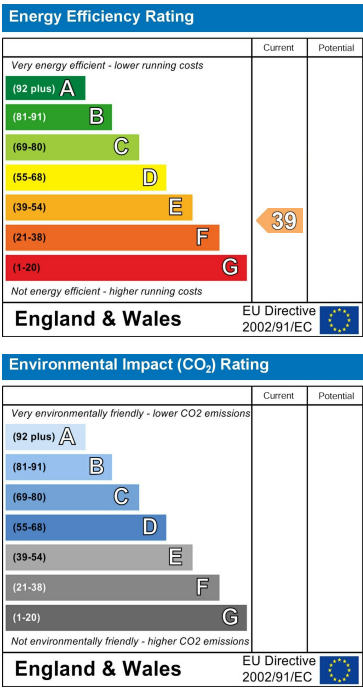 Energy Efficiency Rating
Current Potential
Very energy efficient - lower running costs
(92 plus) A
(81-91) B
(69-80) C
(55-68) D
(39-54) E
39
(21-38) F
(1-20) G
Not energy efficient - higher running costs
England & Wales
EU Directive
2002/91/EC
Environmental Impact (CO₂) Rating
Current Potential
Very environmentally friendly - lower CO2 emissions
(92 plus) A
(81-91) B
(69-80) C
(55-68) D
(39-54) E
(21-38) F
(1-20) G
Not environmentally friendly - higher CO2 emissions
England & Wales
EU Directive
2002/91/EC